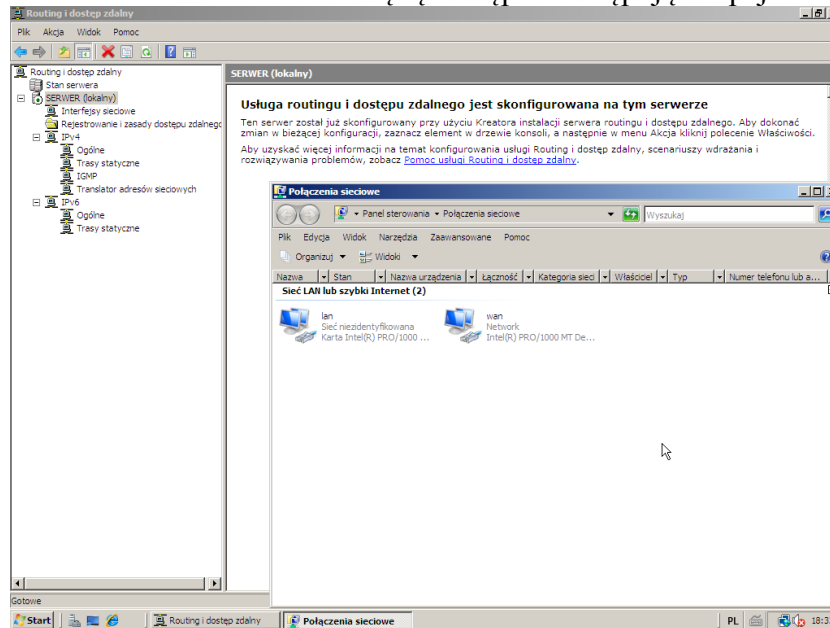 Routing i dostęp zdalny
Plik Akcja Widok Pomoc
Routing i dostęp zdalny
Stan serwera
SERWER (lokalny)
Interfejsy sieciowe
Rejestrowanie i zasady dostępu zdalnego
IPv4
Ogólne
Trasy statyczne
IGMP
Translator adresów sieciowych
IPv6
Ogólne
Trasy statyczne
SERWER (lokalny)
Usługa routingu i dostępu zdalnego jest skonfigurowana na tym serwerze
Ten serwer został już skonfigurowany przy użyciu Kreatora instalacji serwera routingu i dostępu zdalnego. Aby dokonać
zmian w bieżącej konfiguracji, zaznacz element w drzewie konsoli, a następnie w menu Akcja kliknij polecenie Właściwości.
Aby uzyskać więcej informacji na temat konfigurowania usługi Routing i dostęp zdalny, scenariuszy wdrażania i
rozwiązywania problemów, zobacz Pomoc usługi Routing i dostęp zdalny.
Połączenia sieciowe
Panel sterowania Połączenia sieciowe Wyszukaj
Plik Edycja Widok Narzędzia Zaawansowane Pomoc
Organizuj Widoki
Nazwa Stan Nazwa urządzenia Łączność Kategoria sieci Właściciel Typ Numer telefonu lub a...
Sieć LAN lub szybki Internet (2)
lan
Sieć niezidentyfikowana
Karta Intel(R) PRO/1000 ...
wan
Network
Intel(R) PRO/1000 MT De...
Gotowe
Start Routing i dostęp zdalny Połączenia sieciowe PL